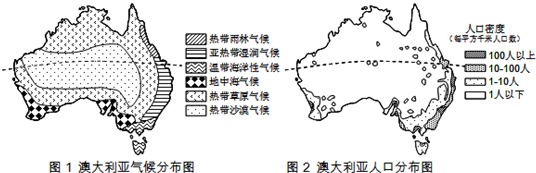 热带雨林气候
亚热带湿润气候
温带海洋性气候
地中海气候
热带草原气候
热带沙漠气候
图 1 澳大利亚气候分布图
人口密度
（每平方千米人口数）
100人以上
10-100人
1-10人
1人以下
图 2 澳大利亚人口分布图